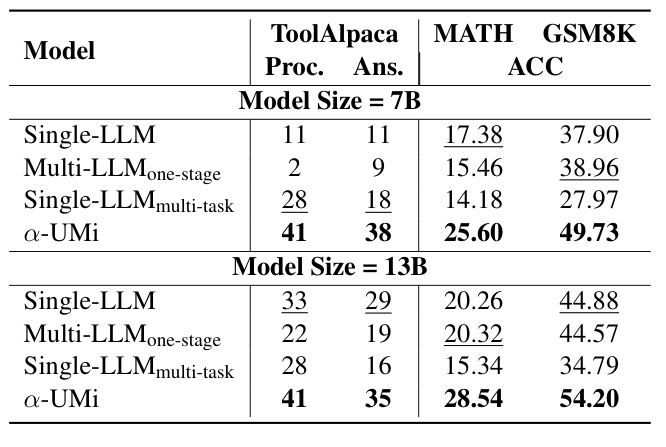 Model ToolAlpaca MATH GSM8K
Proc. Ans. ACC
Model Size = 7B
Single-LLM 11 11 17.38 37.90
Multi-LLMone-stage 2 9 15.46 38.96
Single-LLMmulti-task 28 18 14.18 27.97
α-UMi 41 38 25.60 49.73
Model Size = 13B
Single-LLM 33 29 20.26 44.88
Multi-LLMone-stage 22 19 20.32 44.57
Single-LLMmulti-task 28 16 15.34 34.79
α-UMi 41 35 28.54 54.20